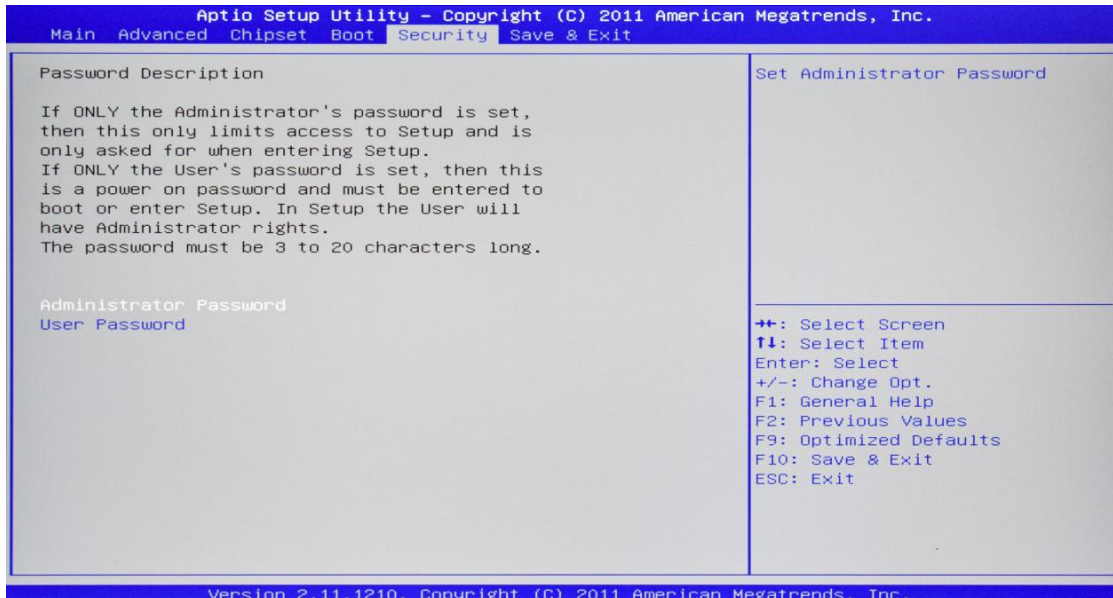 Aptio Setup Utility – Copyright (C) 2011 American Megatrends, Inc.
Main Advanced Chipset Boot Security Save & Exit
Password Description
If ONLY the Administrator's password is set,
then this only limits access to Setup and is
only asked for when entering Setup.
If ONLY the User's password is set, then this
is a power on password and must be entered to
boot or enter Setup. In Setup the User will
have Administrator rights.
The password must be 3 to 20 characters long.
Administrator Password
User Password
Set Administrator Password
→←: Select Screen
↑↓: Select Item
Enter: Select
+/-: Change Opt.
F1: General Help
F2: Previous Values
F9: Optimized Defaults
F10: Save & Exit
ESC: Exit
Version 2.11.1210. Copyright (C) 2011 American Megatrends, Inc.